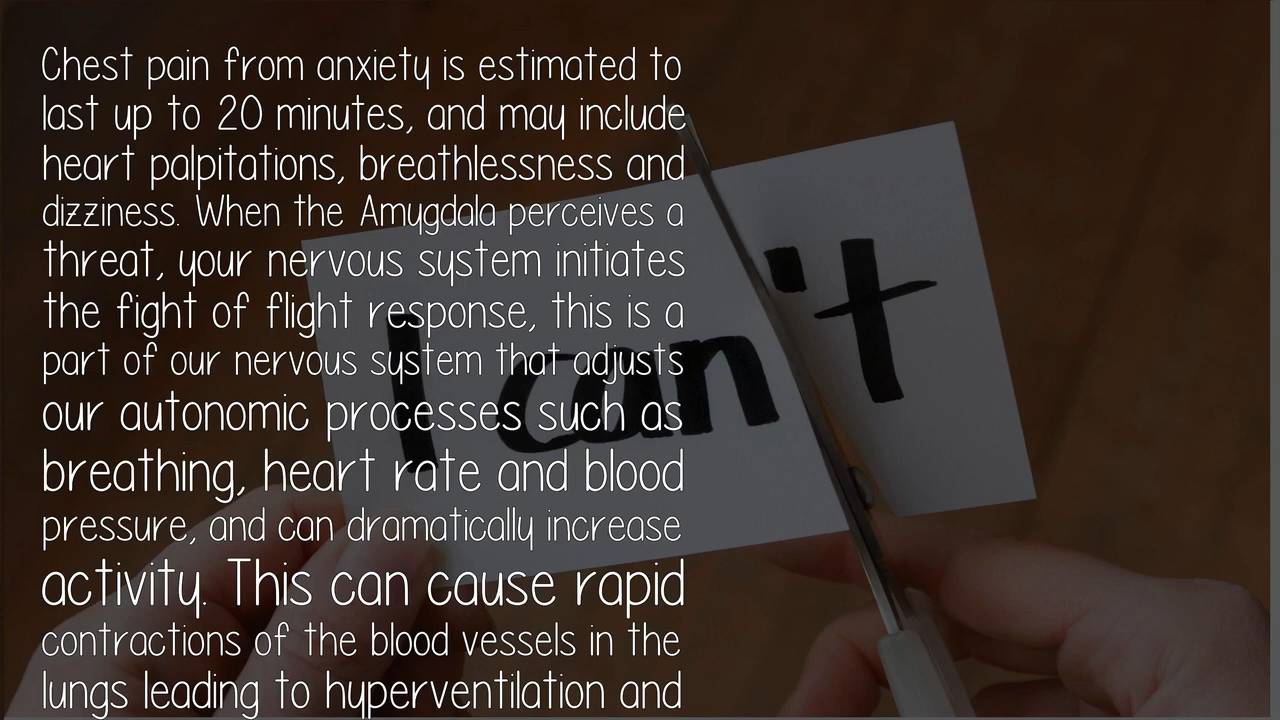 Chest pain from anxiety is estimated to
last up to 20 minutes, and may include
heart palpitations, breathlessness and
dizziness. When the Amygdala perceives a
threat, your nervous system initiates
the fight of flight response, this is a
part of our nervous system that adjusts
our autonomic processes such as
breathing, heart rate and blood
pressure, and can dramatically increase
activity. This can cause rapid
contractions of the blood vessels in the
lungs leading to hyperventilation and
I can't